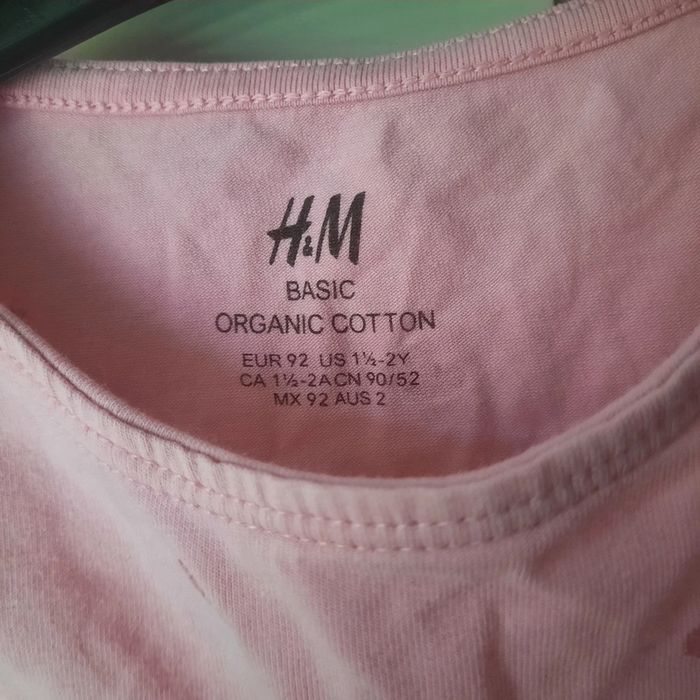 H&M
BASIC
ORGANIC COTTON
EUR 92 US 1½-2Y
CA 1½-2A CN 90/52
MX 92 AUS 2